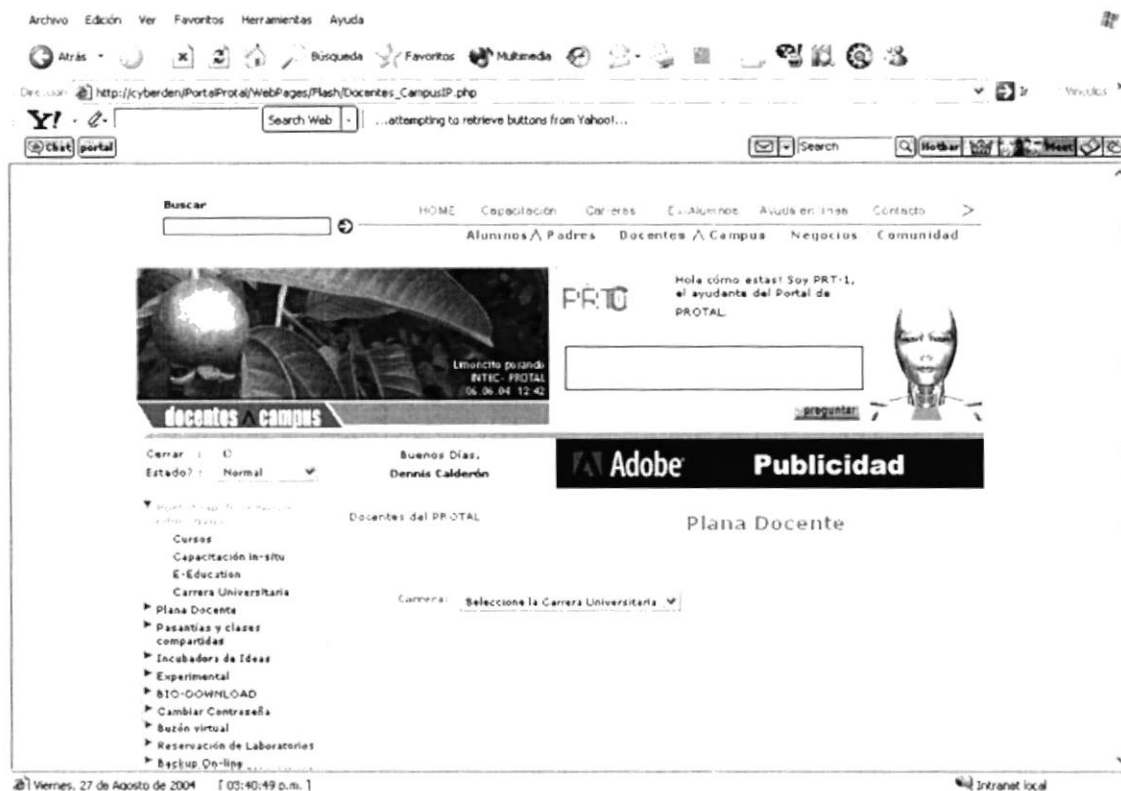 Archivo Edición Ver Favoritos Herramientas Ayuda
Atrás Búsqueda Favoritos Multimedia
http://cyberden/PortalProtal/WebPages/Flash/Docentes_CampusIP.php Ir Vínculos
Y! Search Web ...attempting to retrieve buttons from Yahoo!...
Chat portal Search Hotbar Meet
Buscar
HOME Capacitación Carreras Ex-Alumnos Ayuda en línea Contacto >
Alumnos Λ Padres Docentes Λ Campus Negocios Comunidad
Hola cómo estas! Soy PRT-1,
el ayudante del Portal de
PROTAL
Limoncito posando
INTEC- PROTAL
06.06.04 12:42
preguntar
docentes Λ campus
Cerrar :
Estado? : Normal
Buenos Días,
Dennis Calderón
Adobe Publicidad
Docentes del PROTAL
Plana Docente
Cursos
Capacitación in-situ
E-Education
Carrera Universitaria
Carrera: Seleccione la Carrera Universitaria
Plana Docente
Pasantías y clases
compartidas
Incubadora de Ideas
Experimental
BIO-DOWNLOAD
Cambiar Contraseña
Buzón virtual
Reservación de Laboratorios
Backup On-line
Viernes, 27 de Agosto de 2004 [ 03:40:49 p.m. ] Intranet local